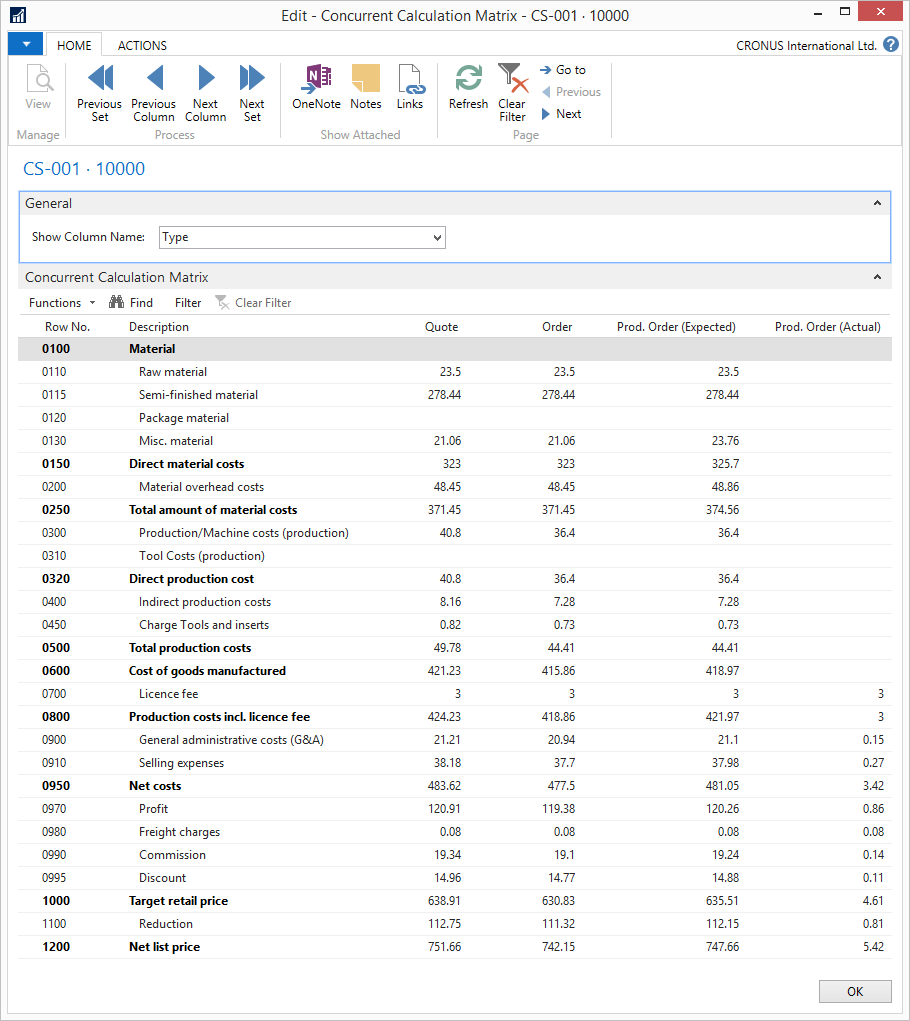 Edit - Concurrent Calculation Matrix - CS-001 · 10000
HOME ACTIONS CRONUS International Ltd. ?
View
Manage
Previous Set
Previous Column
Next Column
Next Set
Process
OneNote Notes Links
Show Attached
Refresh
Clear Filter
Go to
Previous
Next
Page
CS-001 · 10000
General
Show Column Name: Type
Concurrent Calculation Matrix
Functions Find Filter Clear Filter
Row No. Description Quote Order Prod. Order (Expected) Prod. Order (Actual)
0100 Material
0110 Raw material 23.5 23.5 23.5
0115 Semi-finished material 278.44 278.44 278.44
0120 Package material
0130 Misc. material 21.06 21.06 23.76
0150 Direct material costs 323 323 325.7
0200 Material overhead costs 48.45 48.45 48.86
0250 Total amount of material costs 371.45 371.45 374.56
0300 Production/Machine costs (production) 40.8 36.4 36.4
0310 Tool Costs (production)
0320 Direct production cost 40.8 36.4 36.4
0400 Indirect production costs 8.16 7.28 7.28
0450 Charge Tools and inserts 0.82 0.73 0.73
0500 Total production costs 49.78 44.41 44.41
0600 Cost of goods manufactured 421.23 415.86 418.97
0700 Licence fee 3 3 3 3
0800 Production costs incl. licence fee 424.23 418.86 421.97 3
0900 General administrative costs (G&A) 21.21 20.94 21.1 0.15
0910 Selling expenses 38.18 37.7 37.98 0.27
0950 Net costs 483.62 477.5 481.05 3.42
0970 Profit 120.91 119.38 120.26 0.86
0980 Freight charges 0.08 0.08 0.08 0.08
0990 Commission 19.34 19.1 19.24 0.14
0995 Discount 14.96 14.77 14.88 0.11
1000 Target retail price 638.91 630.83 635.51 4.61
1100 Reduction 112.75 111.32 112.15 0.81
1200 Net list price 751.66 742.15 747.66 5.42
OK